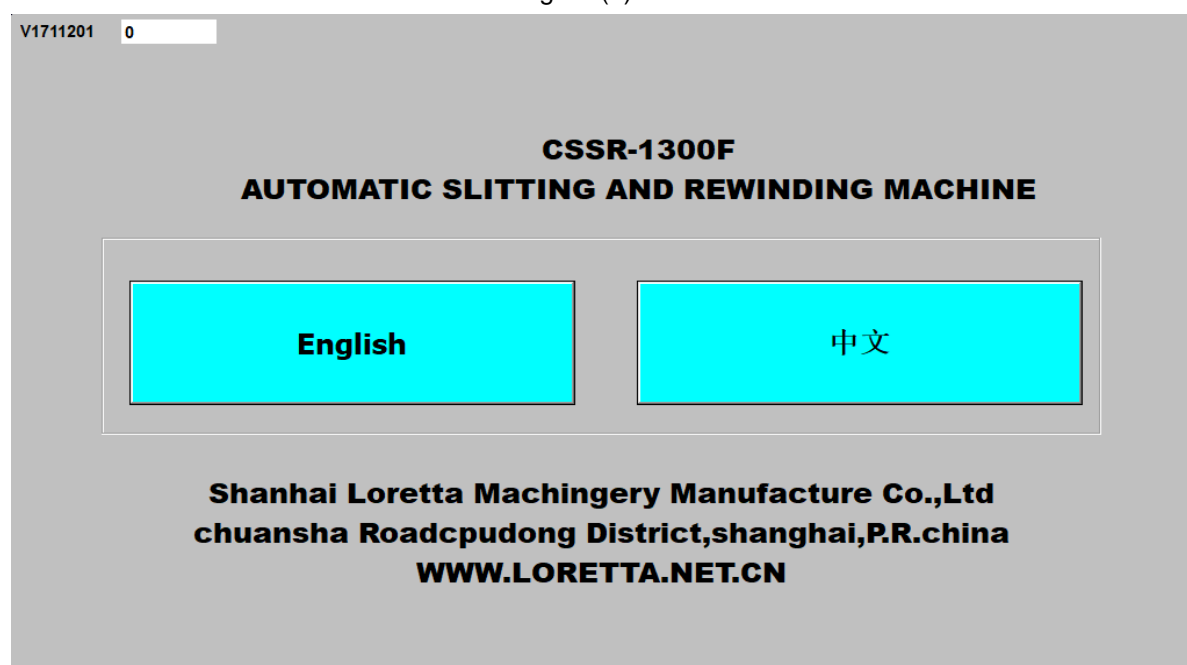 V1711201 0
CSSR-1300F
AUTOMATIC SLITTING AND REWINDING MACHINE
English 中文
Shanhai Loretta Machingery Manufacture Co.,Ltd
chuansha Roadcpudong District,shanghai,P.R.china
WWW.LORETTA.NET.CN